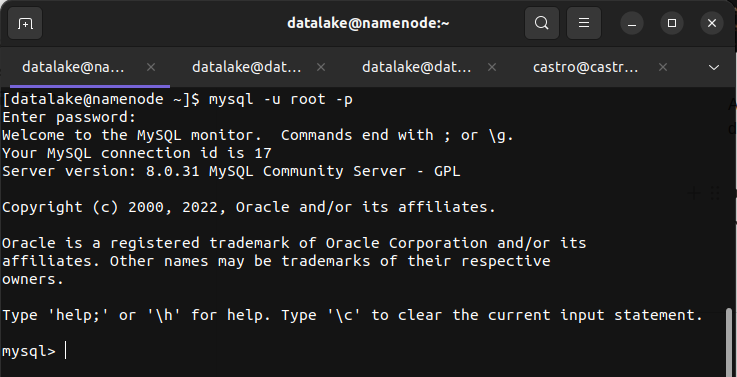 datalake@namenode:~
datalake@na...
datalake@dat...
datalake@dat...
castro@castr...
[datalake@namenode ~]$ mysql -u root -p
Enter password:
Welcome to the MySQL monitor.  Commands end with ; or \g.
Your MySQL connection id is 17
Server version: 8.0.31 MySQL Community Server - GPL
Copyright (c) 2000, 2022, Oracle and/or its affiliates.
Oracle is a registered trademark of Oracle Corporation and/or its
affiliates. Other names may be trademarks of their respective
owners.
Type 'help;' or '\h' for help. Type '\c' to clear the current input statement.
mysql>